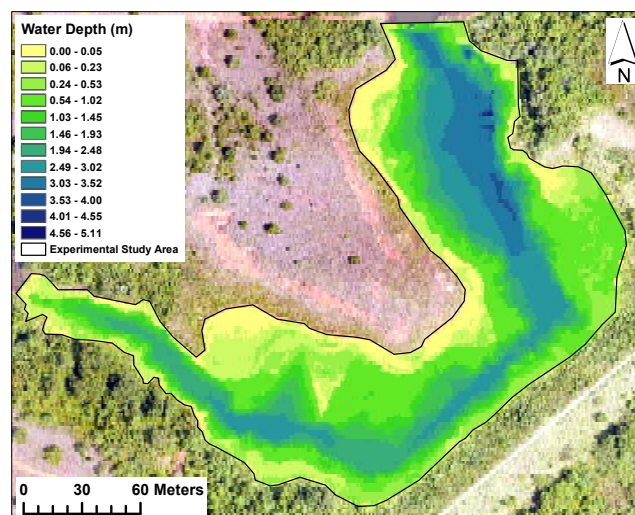 Water Depth (m)
0.00 - 0.05
0.06 - 0.23
0.24 - 0.53
0.54 - 1.02
1.03 - 1.45
1.46 - 1.93
1.94 - 2.48
2.49 - 3.02
3.03 - 3.52
3.53 - 4.00
4.01 - 4.55
4.56 - 5.11
Experimental Study Area
N
0 30 60 Meters